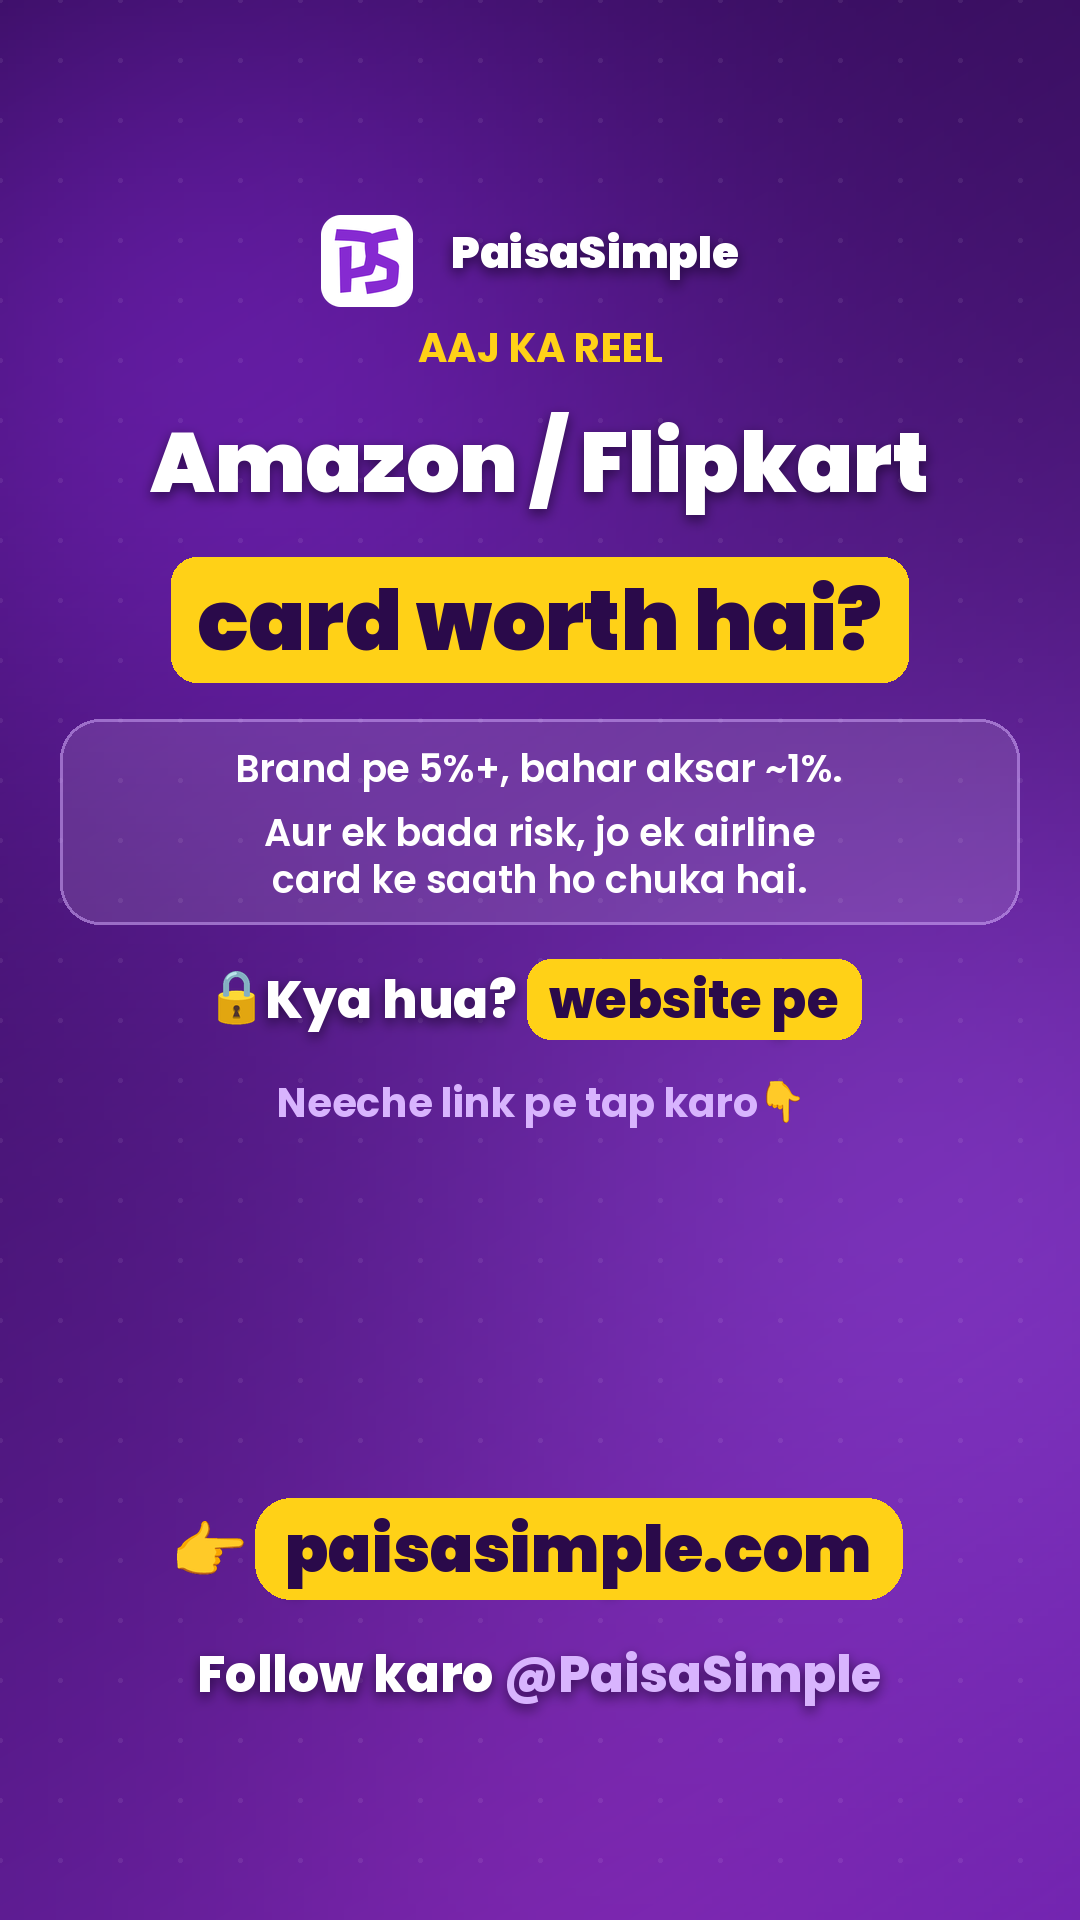 PS
PaisaSimple
AAJ KA REEL
Amazon / Flipkart
card worth hai?
Brand pe 5%+, bahar aksar ~1%.
Aur ek bada risk, jo ek airline
card ke saath ho chuka hai.
🔒Kya hua? website pe
Neeche link pe tap karo👇
👉 paisasimple.com
Follow karo @PaisaSimple